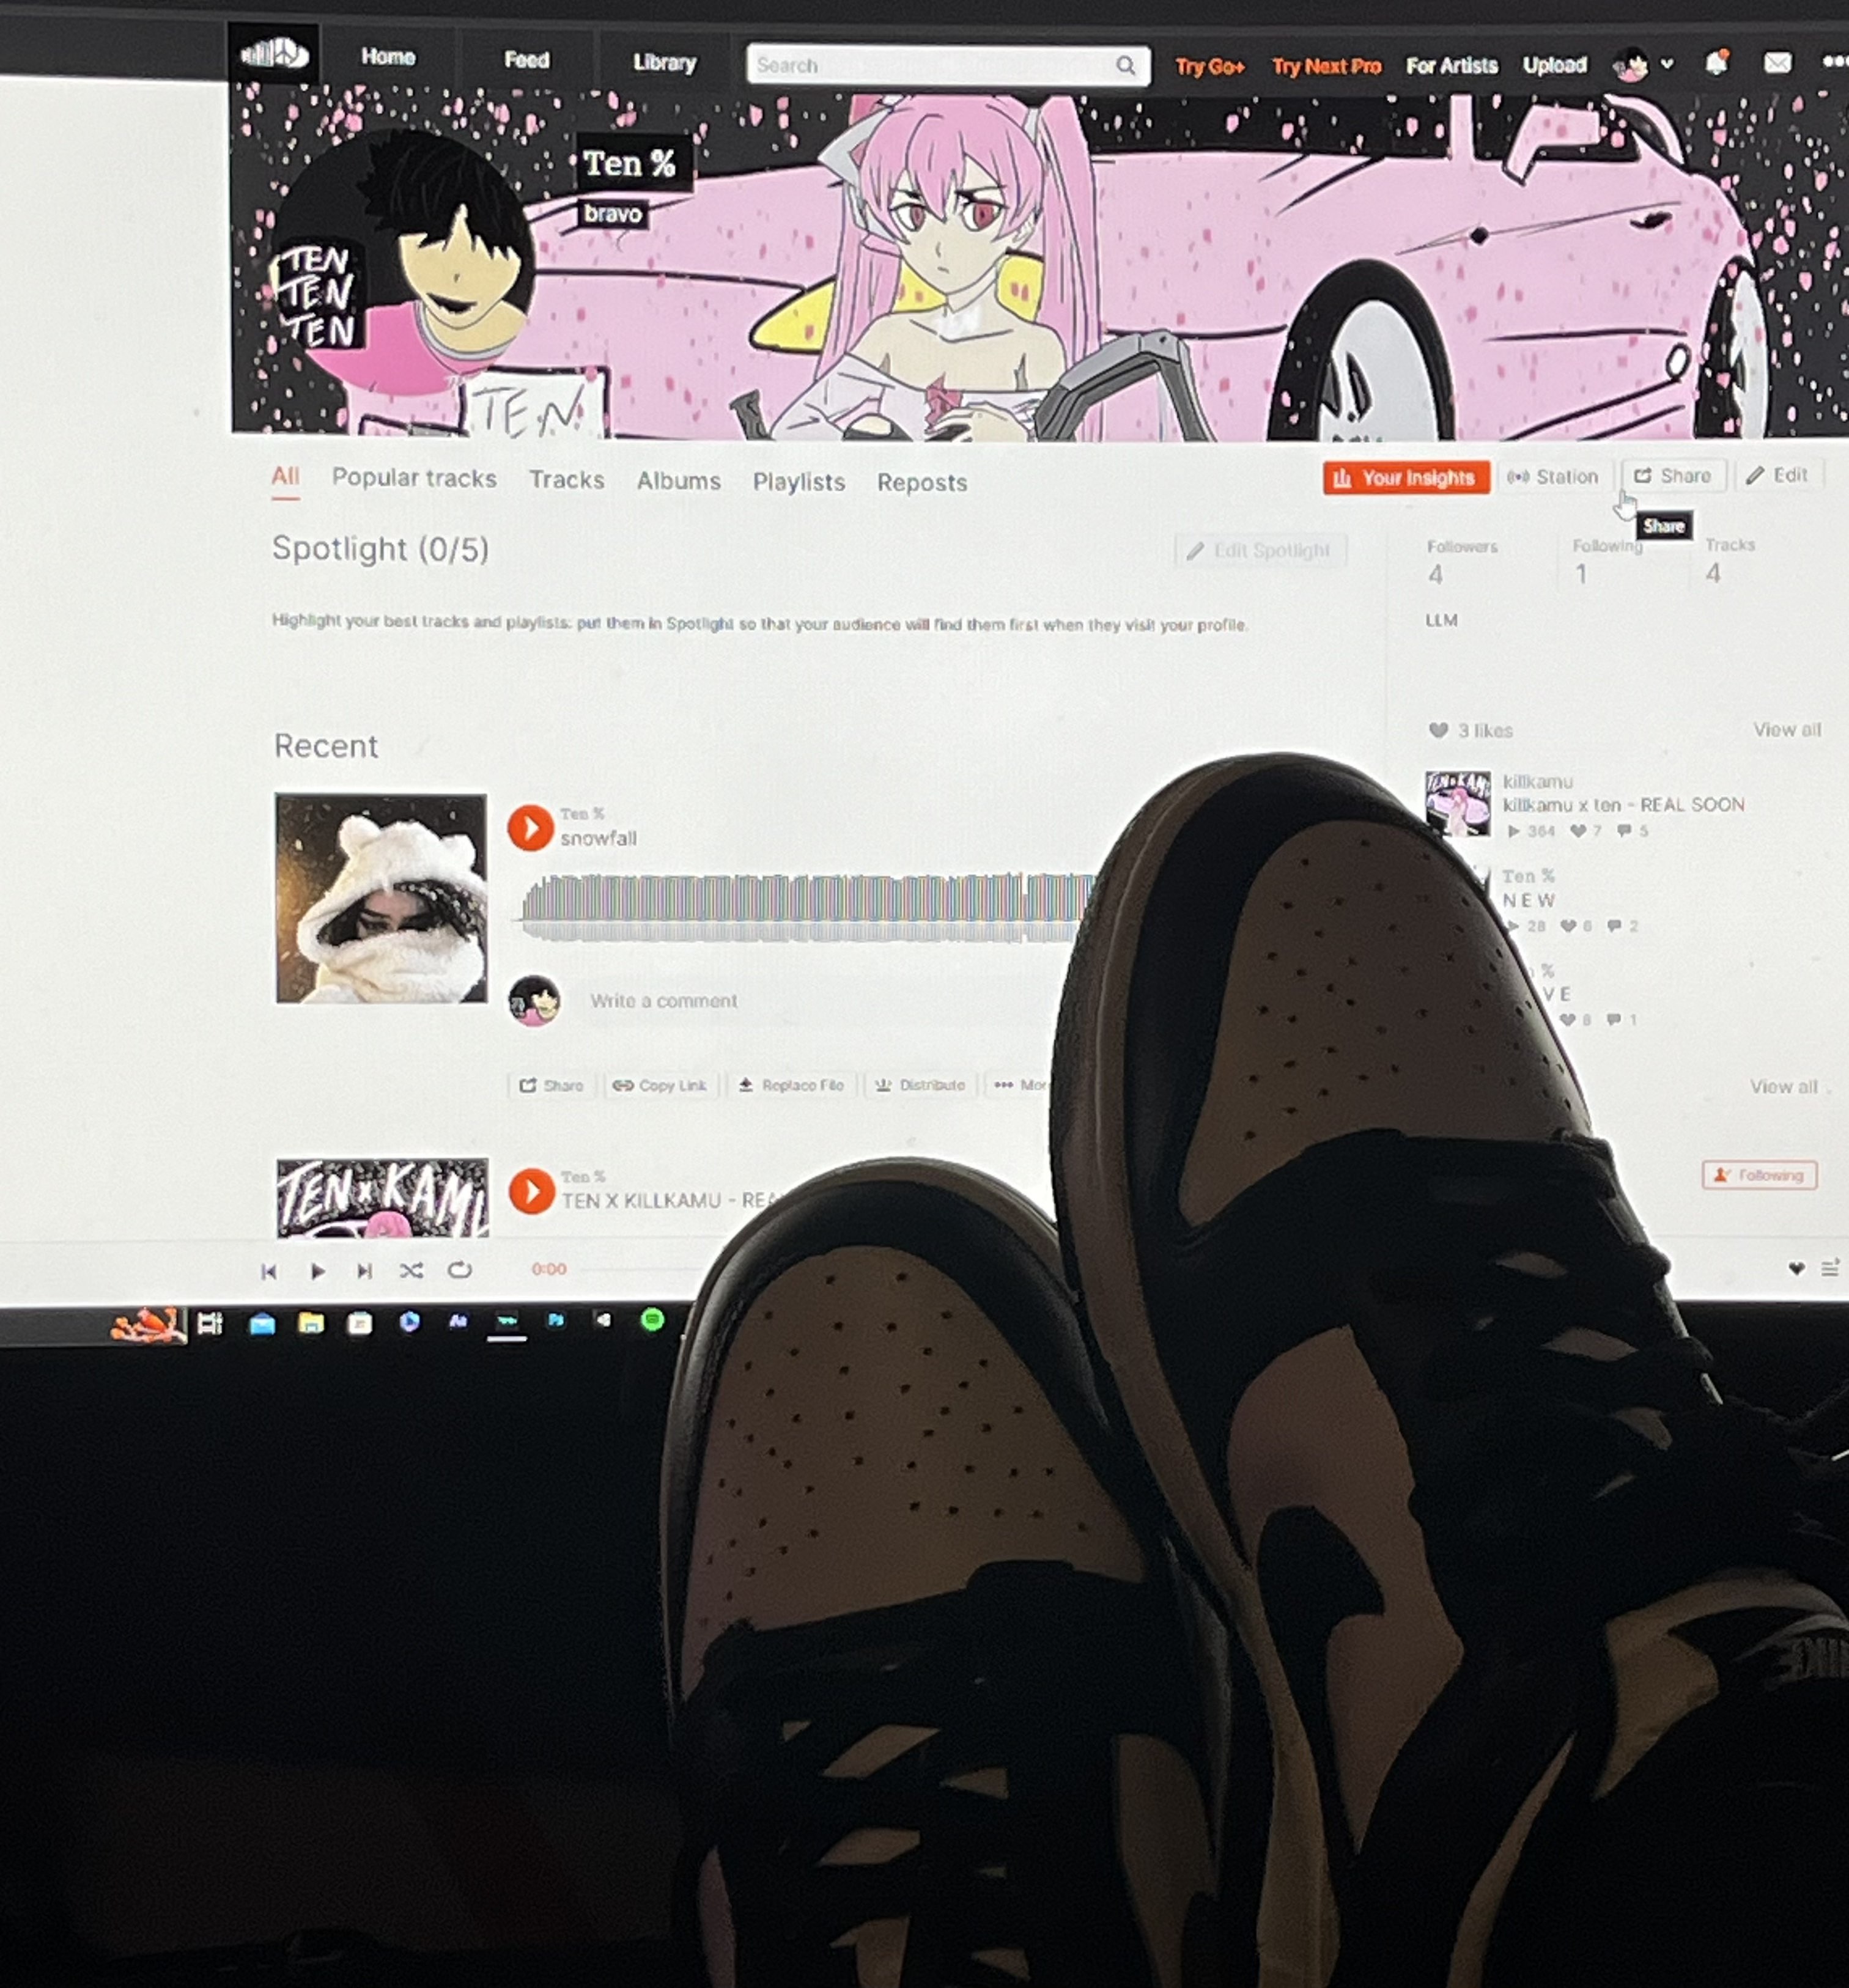 Home Feed Library Search Try Go+ Try Next Pro For Artists Upload
Ten %
bravo
TEN
TEN
TEN
TEN
All Popular tracks Tracks Albums Playlists Reposts
Your Insights Station Share Edit
Share
Spotlight (0/5)
Edit Spotlight
Followers Following Tracks
4 1 4
Highlight your best tracks and playlists: put them in Spotlight so that your audience will find them first when they visit your profile.
LLM
Recent
3 likes View all
killkamu
killkamu x ten - REAL SOON
364 7 5
Ten %
snowfall
Ten %
N E W
28 6 2
%
V E
8 1
Write a comment
Share Copy Link Replace File Distribute Mor
View all
Following
TEN x KAMU
Ten %
TEN X KILLKAMU - REA
0:00
Ae
Ps